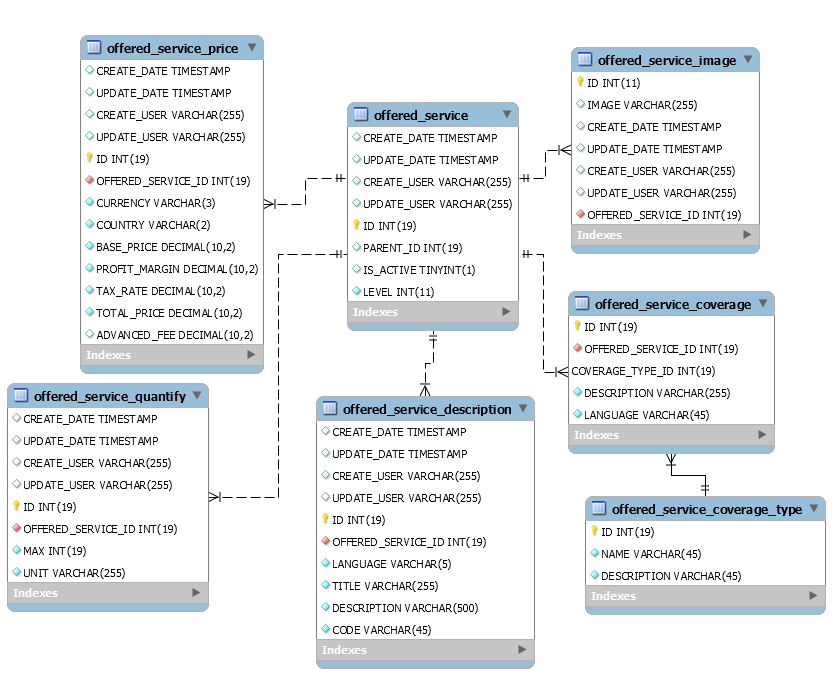 offered_service_price
CREATE_DATE TIMESTAMP
UPDATE_DATE TIMESTAMP
CREATE_USER VARCHAR(255)
UPDATE_USER VARCHAR(255)
ID INT(19)
OFFERED_SERVICE_ID INT(19)
CURRENCY VARCHAR(3)
COUNTRY VARCHAR(2)
BASE_PRICE DECIMAL(10,2)
PROFIT_MARGIN DECIMAL(10,2)
TAX_RATE DECIMAL(10,2)
TOTAL_PRICE DECIMAL(10,2)
ADVANCED_FEE DECIMAL(10,2)
Indexes
offered_service
CREATE_DATE TIMESTAMP
UPDATE_DATE TIMESTAMP
CREATE_USER VARCHAR(255)
UPDATE_USER VARCHAR(255)
ID INT(19)
PARENT_ID INT(19)
IS_ACTIVE TINYINT(1)
LEVEL INT(11)
Indexes
offered_service_image
ID INT(11)
IMAGE VARCHAR(255)
CREATE_DATE TIMESTAMP
UPDATE_DATE TIMESTAMP
CREATE_USER VARCHAR(255)
UPDATE_USER VARCHAR(255)
OFFERED_SERVICE_ID INT(19)
Indexes
offered_service_coverage
ID INT(19)
OFFERED_SERVICE_ID INT(19)
COVERAGE_TYPE_ID INT(19)
DESCRIPTION VARCHAR(255)
LANGUAGE VARCHAR(45)
Indexes
offered_service_quantify
CREATE_DATE TIMESTAMP
UPDATE_DATE TIMESTAMP
CREATE_USER VARCHAR(255)
UPDATE_USER VARCHAR(255)
ID INT(19)
OFFERED_SERVICE_ID INT(19)
MAX INT(19)
UNIT VARCHAR(255)
Indexes
offered_service_description
CREATE_DATE TIMESTAMP
UPDATE_DATE TIMESTAMP
CREATE_USER VARCHAR(255)
UPDATE_USER VARCHAR(255)
ID INT(19)
OFFERED_SERVICE_ID INT(19)
LANGUAGE VARCHAR(5)
TITLE VARCHAR(255)
DESCRIPTION VARCHAR(500)
CODE VARCHAR(45)
Indexes
offered_service_coverage_type
ID INT(19)
NAME VARCHAR(45)
DESCRIPTION VARCHAR(45)
Indexes